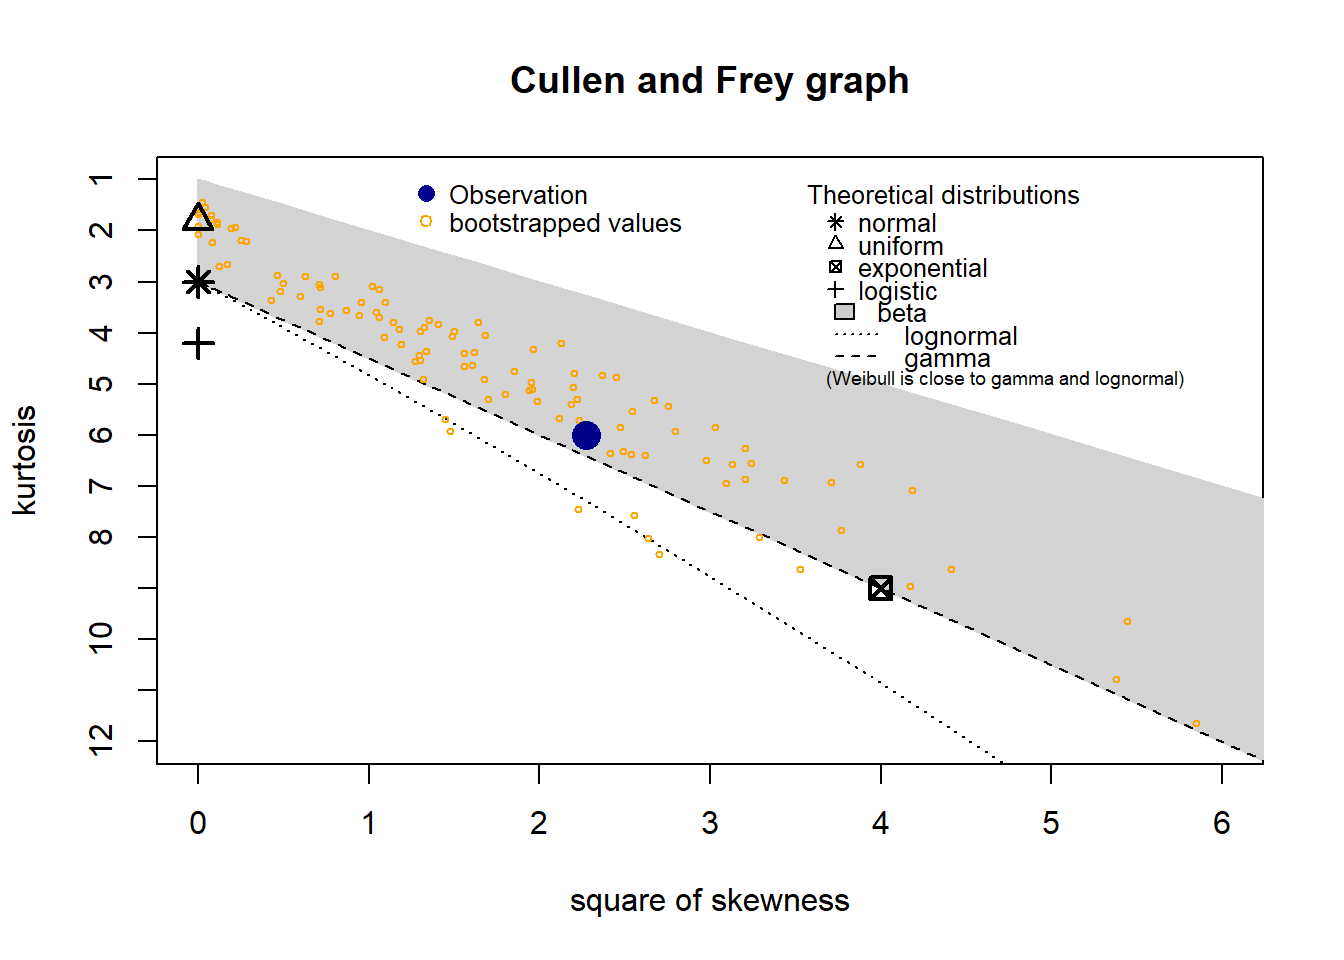 Cullen and Frey graph
Observation
bootstrapped values
Theoretical distributions
normal
uniform
exponential
logistic
beta
lognormal
gamma
(Weibull is close to gamma and lognormal)
kurtosis
1
2
3
4
5
6
7
8
10
12
0 1 2 3 4 5 6
square of skewness